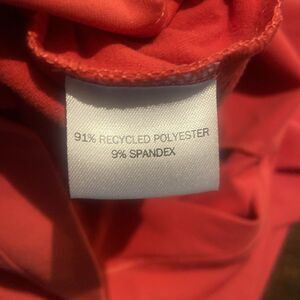 91% RECYCLED POLYESTER
9% SPANDEX